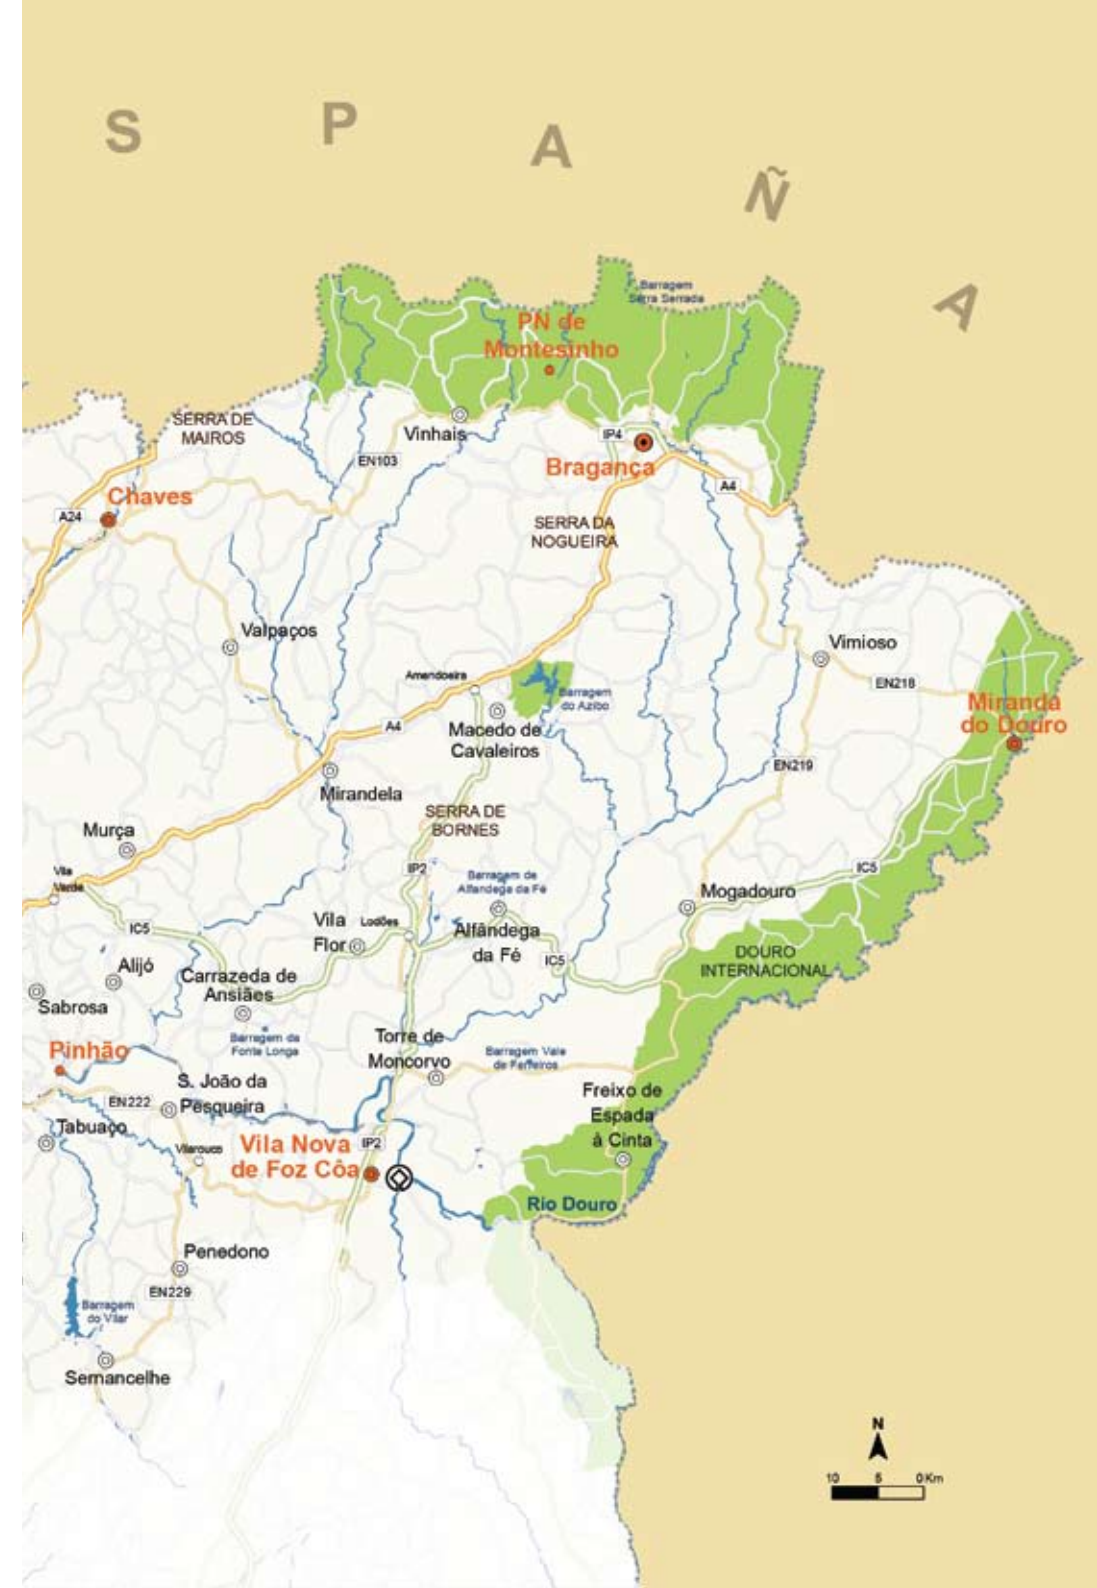 S P A Ñ A
Barragem
Serra Serrada
PN de
Montesinho
SERRA DE
MAIROS
Vinhais
IP4
EN103
Bragança
A4
Chaves
A24
SERRA DA
NOGUEIRA
Valpaços
Vimioso
Amendoeira
EN218
Barragem
do Azibo
Miranda
do Douro
A4
Macedo de
Cavaleiros
EN219
Mirandela
SERRA DE
BORNES
Murça
IP2
IC5
Vila
Verde
Barragem de
Alfandega da Fé
Mogadouro
IC5
Vila
Flor
Lodões
Alfândega
da Fé
IC5
DOURO
INTERNACIONAL
Alijó
Carrazeda de
Ansiães
Sabrosa
Barragem da
Fonte Longa
Torre de
Moncorvo
Barragem Vale
de Ferreiros
Pinhão
S. João da
Pesqueira
EN222
Freixo de
Espada
à Cinta
Tabuaço
Vilarouco
Vila Nova
de Foz Côa
IP2
Rio Douro
Penedono
EN229
Barragem
do Vilar
Sernancelhe
N
10 5 0 Km